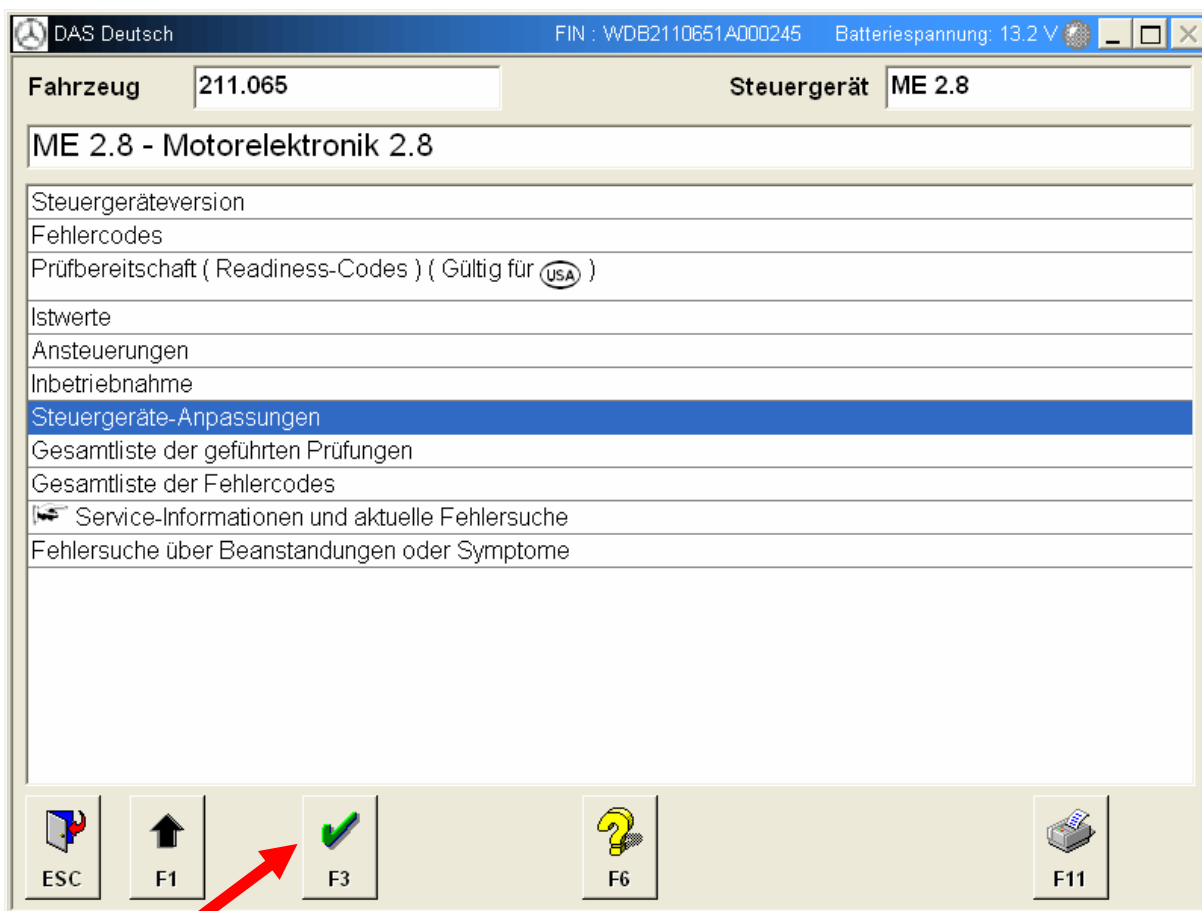 DAS Deutsch FIN : WDB2110651A000245 Batteriespannung: 13.2 V
Fahrzeug 211.065 Steuergerät ME 2.8
ME 2.8 - Motorelektronik 2.8
Steuergeräteversion
Fehlercodes
Prüfbereitschaft ( Readiness-Codes ) ( Gültig für USA )
Istwerte
Ansteuerungen
Inbetriebnahme
Steuergeräte-Anpassungen
Gesamtliste der geführten Prüfungen
Gesamtliste der Fehlercodes
Service-Informationen und aktuelle Fehlersuche
Fehlersuche über Beanstandungen oder Symptome
ESC F1 F3 F6 F11